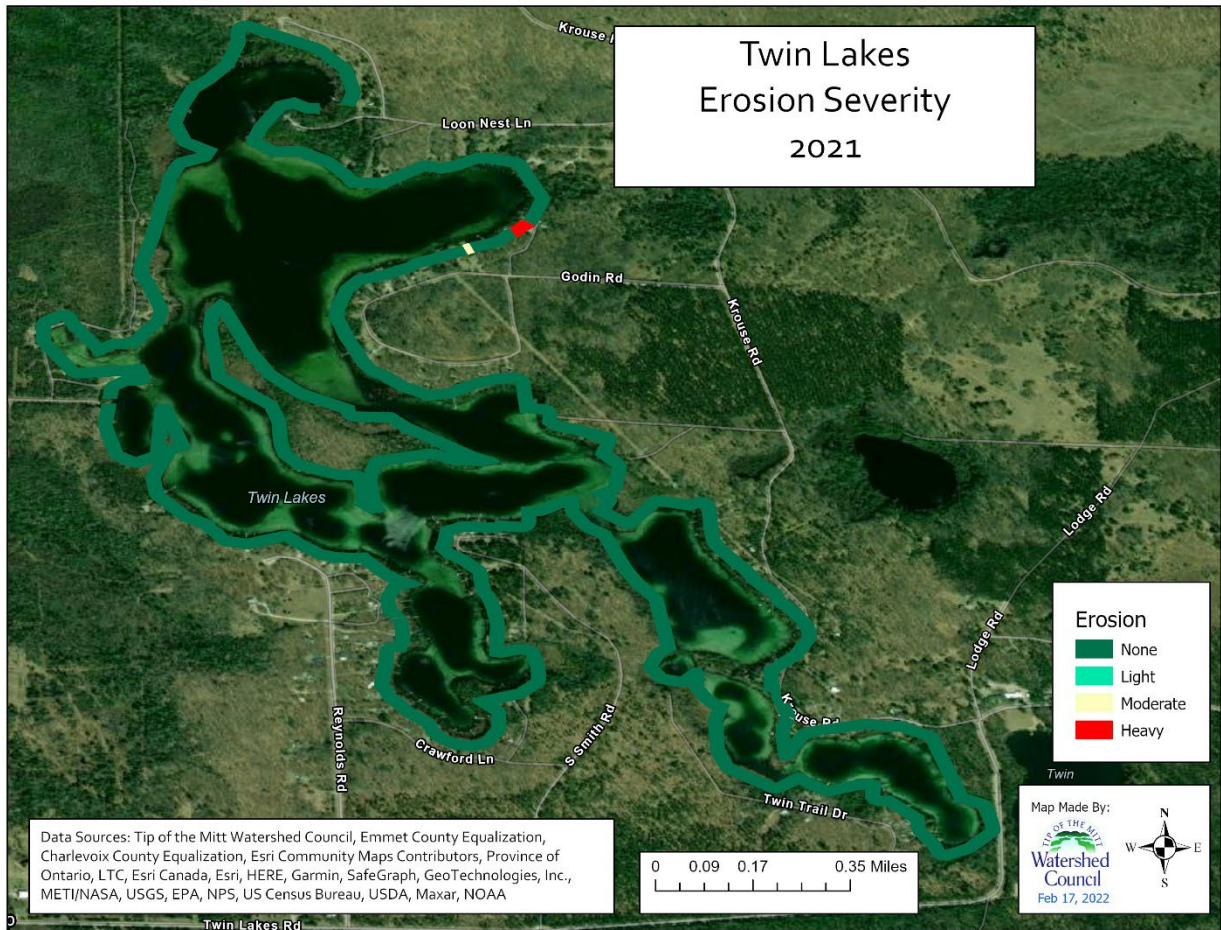 Twin Lakes
Erosion Severity
2021
Krouse
Loon Nest Ln
Godin Rd
Krouse Rd
Lodge Rd
Twin Lakes
Lodge Rd
Krouse Rd
Reynolds Rd
S Smith Rd
Crawford Ln
Twin Trail Dr
Twin
Twin Lakes Rd
Erosion
None
Light
Moderate
Heavy
Data Sources: Tip of the Mitt Watershed Council, Emmet County Equalization,
Charlevoix County Equalization, Esri Community Maps Contributors, Province of
Ontario, LTC, Esri Canada, Esri, HERE, Garmin, SafeGraph, GeoTechnologies, Inc.,
METI/NASA, USGS, EPA, NPS, US Census Bureau, USDA, Maxar, NOAA
0 0.09 0.17 0.35 Miles
Map Made By:
TIP OF THE MITT
Watershed
Council
Feb 17, 2022
N
W E
S